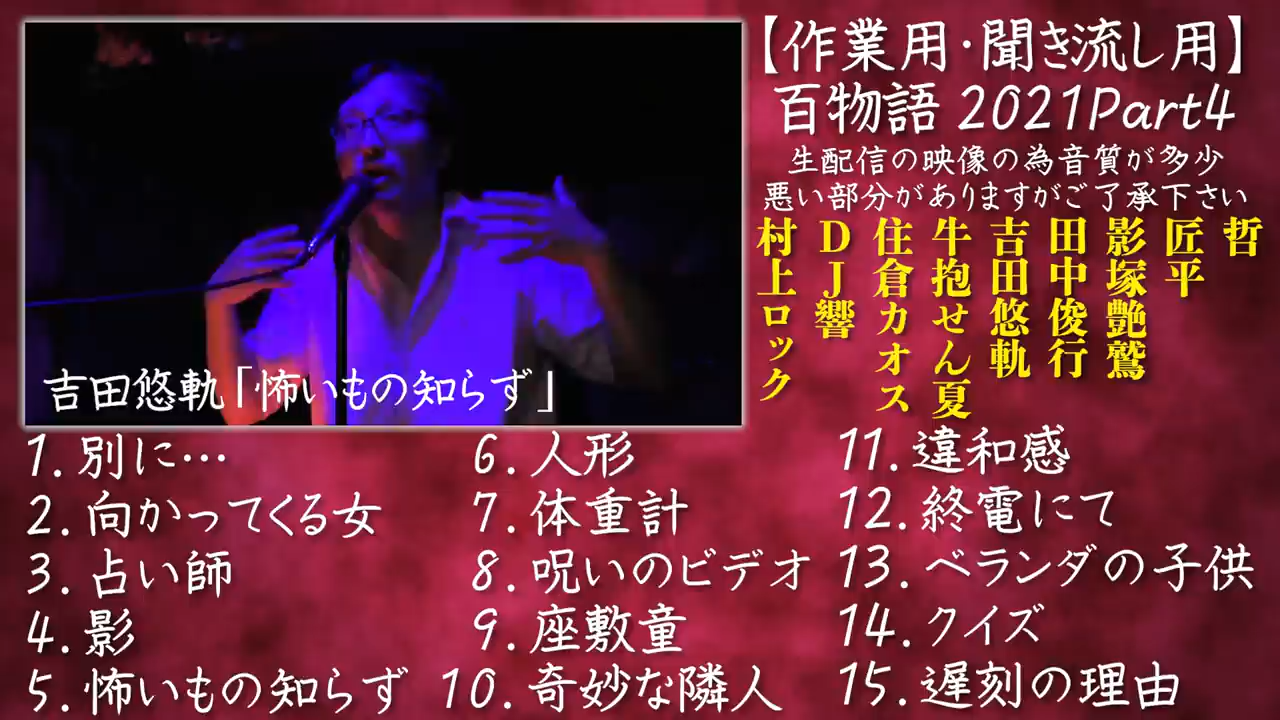 【作業用・聞き流し用】
百物語 2021Part4
生配信の映像の為音質が多少
悪い部分がありますがご了承下さい
哲
匠平
影塚艶鷲
田中俊行
吉田悠軌
牛抱せん夏
住倉カオス
DJ響
村上ロック
吉田悠軌「怖いもの知らず」
1. 別に…
2. 向かってくる女
3. 占い師
4. 影
5. 怖いもの知らず
6. 人形
7. 体重計
8. 呪いのビデオ
9. 座敷童
10. 奇妙な隣人
11. 違和感
12. 終電にて
13. ベランダの子供
14. クイズ
15. 遅刻の理由